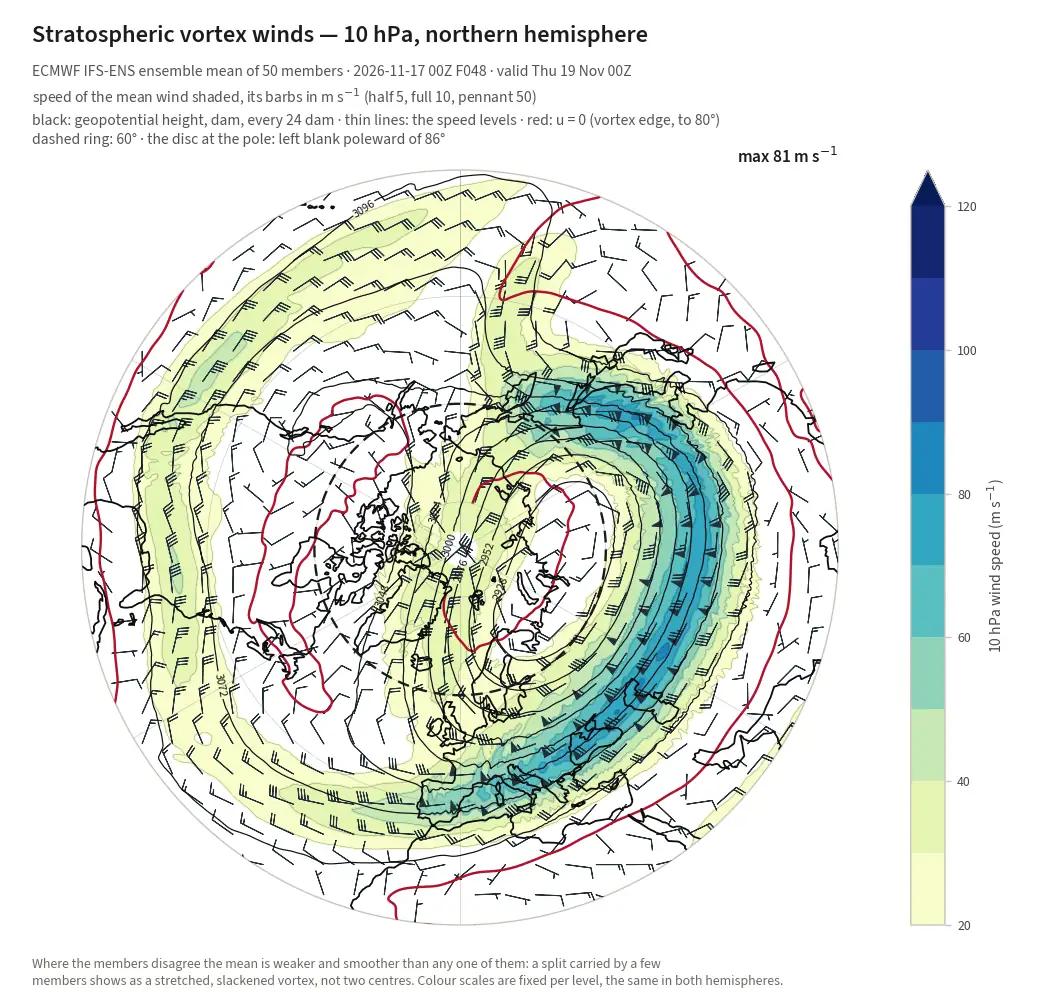 Stratospheric vortex winds — 10 hPa, northern hemisphere
ECMWF IFS-ENS ensemble mean of 50 members · 2026-11-17 00Z F048 · valid Thu 19 Nov 00Z
speed of the mean wind shaded, its barbs in m s⁻¹ (half 5, full 10, pennant 50)
black: geopotential height, dam, every 24 dam · thin lines: the speed levels · red: u = 0 (vortex edge, to 80°)
dashed ring: 60° · the disc at the pole: left blank poleward of 86°
max 81 m s⁻¹
3096
3000
2952
3072
120
100
80
60
40
20
10 hPa wind speed (m s⁻¹)
Where the members disagree the mean is weaker and smoother than any one of them: a split carried by a few
members shows as a stretched, slackened vortex, not two centres. Colour scales are fixed per level, the same in both hemispheres.